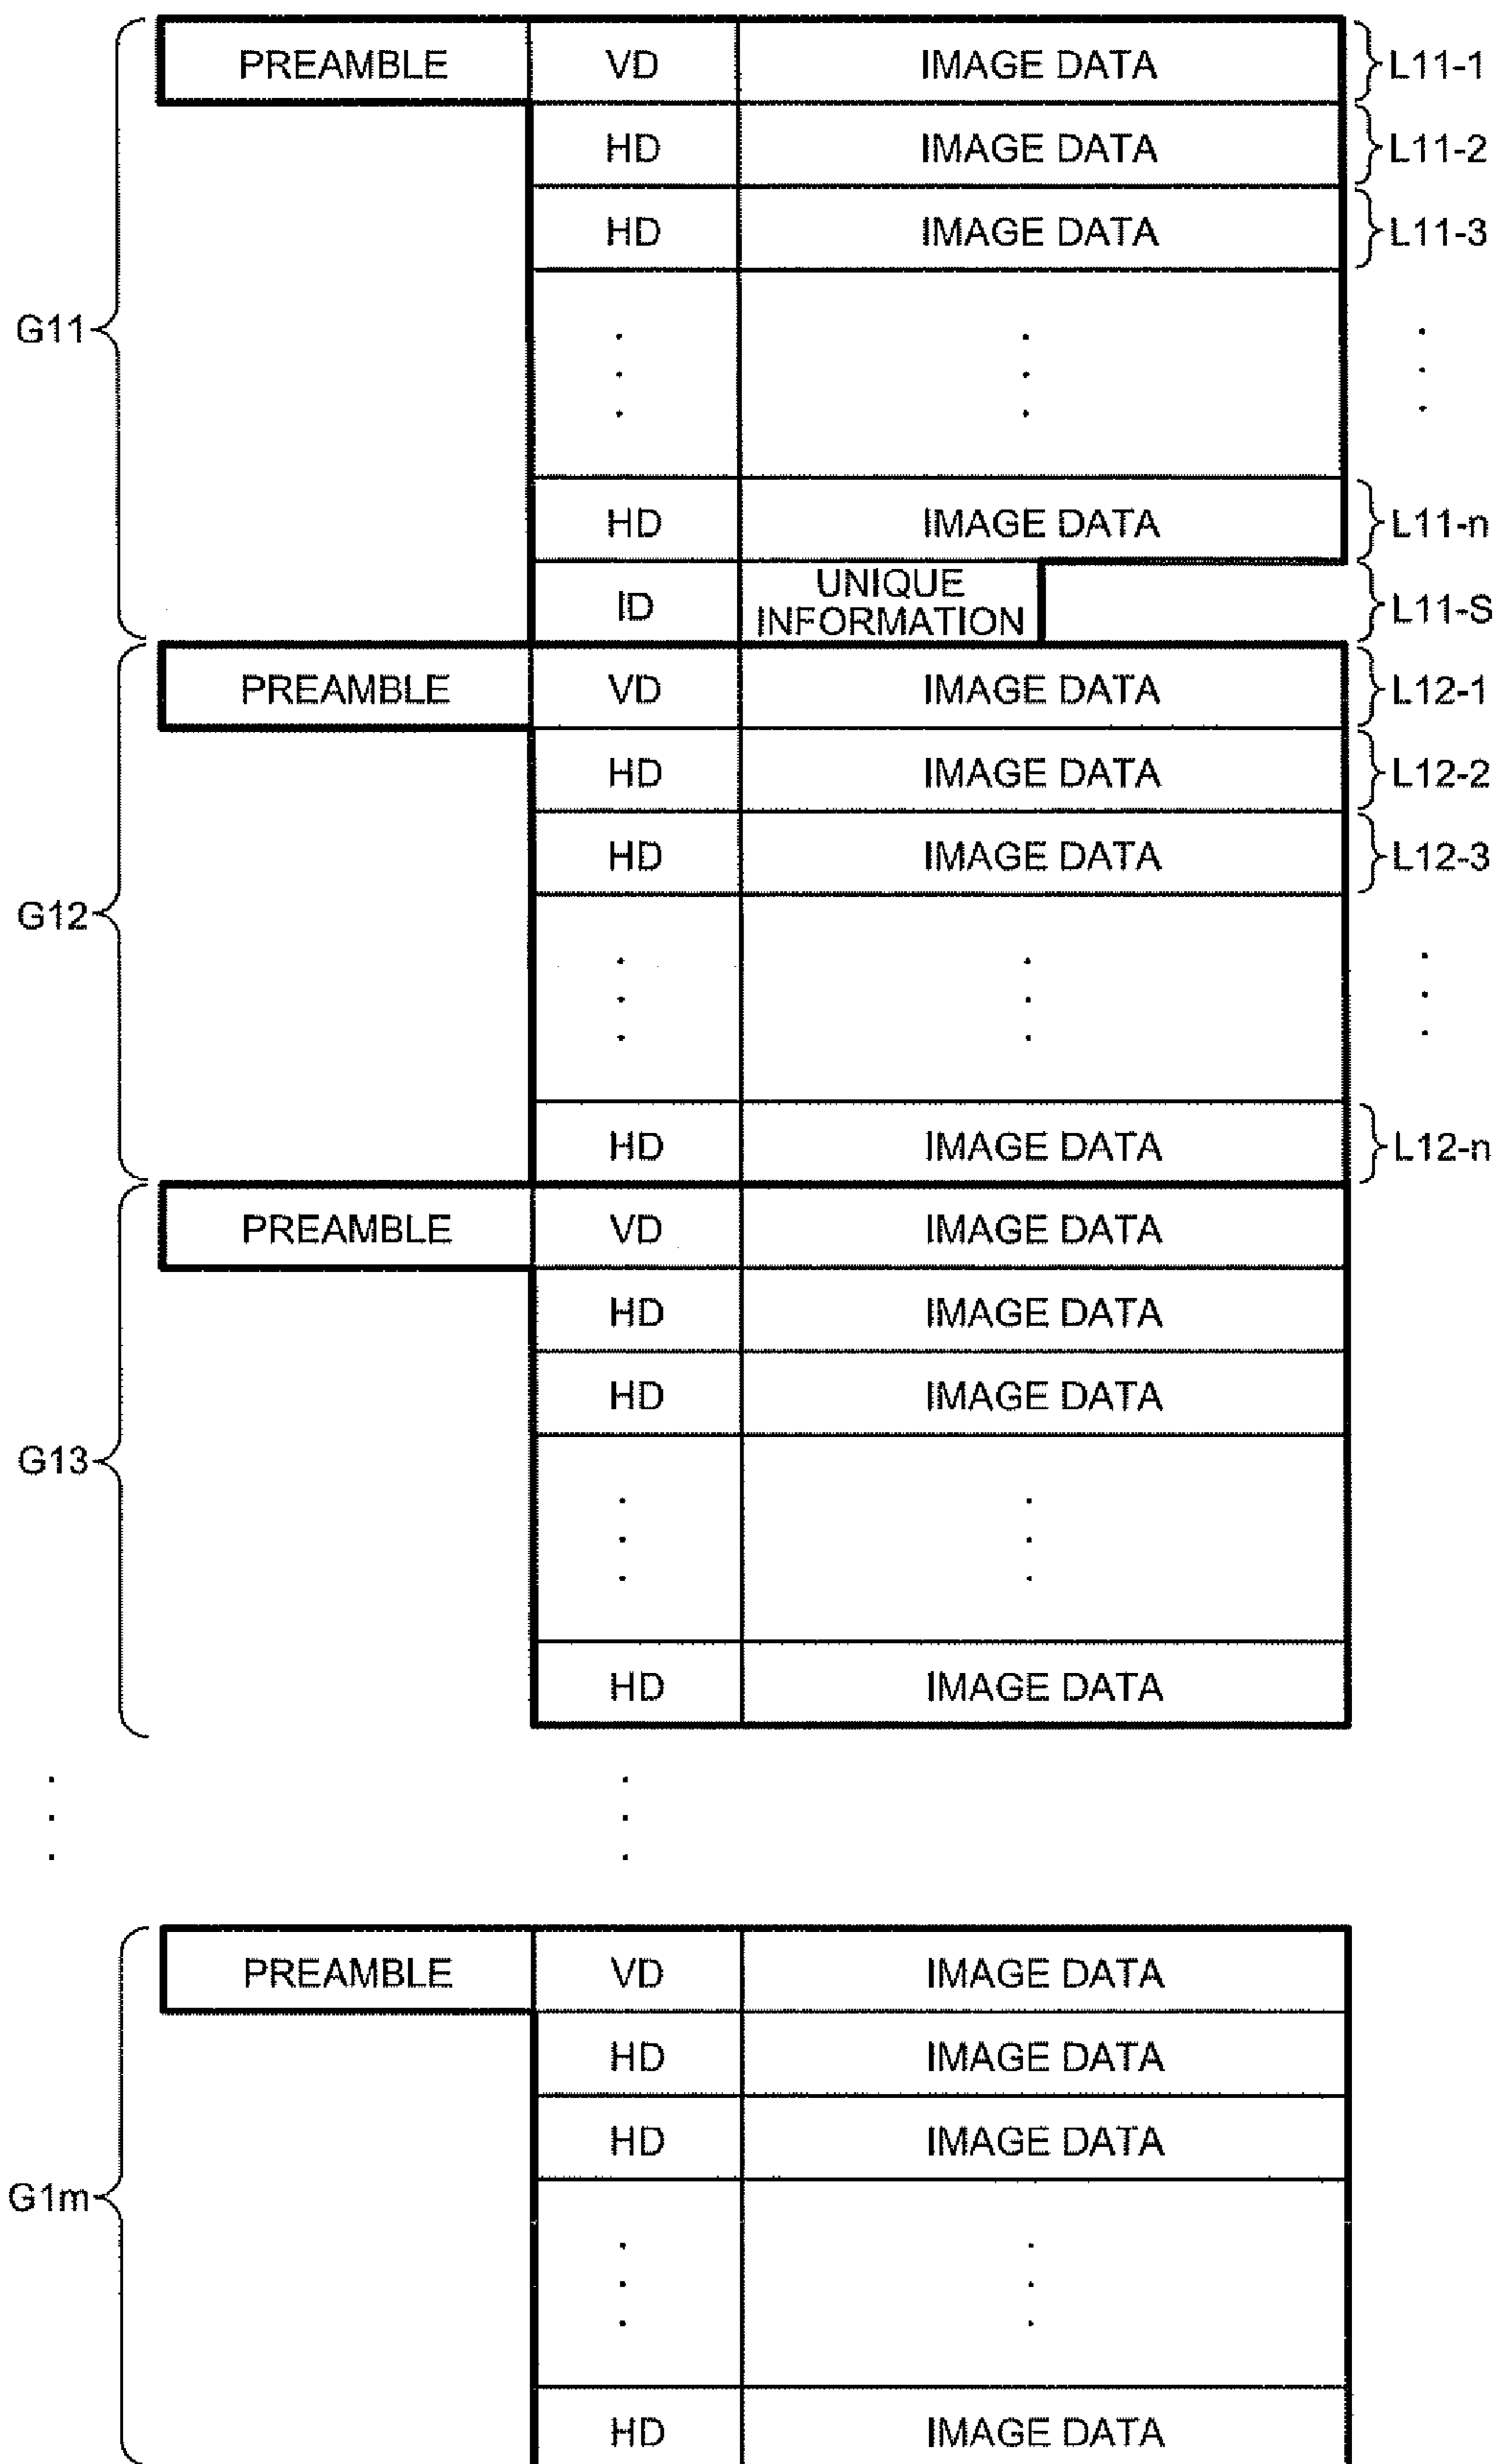 PREAMBLE VD IMAGE DATA L11-1
HD IMAGE DATA L11-2
HD IMAGE DATA L11-3
G11
HD IMAGE DATA L11-n
ID UNIQUE INFORMATION L11-S
PREAMBLE VD IMAGE DATA L12-1
HD IMAGE DATA L12-2
HD IMAGE DATA L12-3
G12
HD IMAGE DATA L12-n
PREAMBLE VD IMAGE DATA
HD IMAGE DATA
HD IMAGE DATA
G13
HD IMAGE DATA
PREAMBLE VD IMAGE DATA
HD IMAGE DATA
HD IMAGE DATA
G1m
HD IMAGE DATA